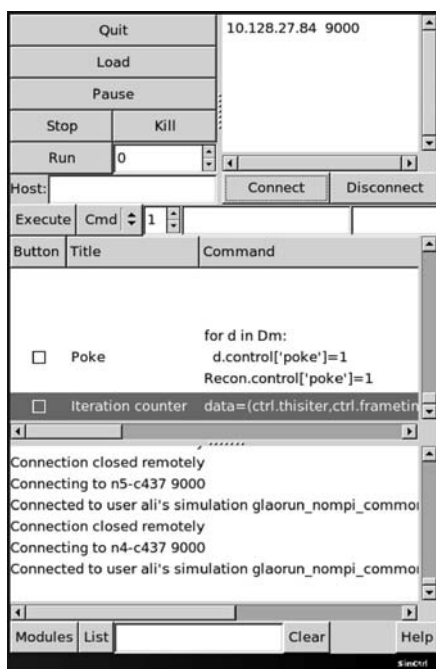 Quit
10.128.27.84 9000
Load
Pause
Stop Kill
Run 0
Host: Connect Disconnect
Execute Cmd 1
Button Title Command
for d in Dm:
Poke d.control['poke']=1
Recon.control['poke']=1
Iteration counter data=(ctrl.thisiter,ctrl.frametin
Connection closed remotely
Connecting to n5-c437 9000
Connected to user ali's simulation glaorun_nompi_commo
Connection closed remotely
Connecting to n4-c437 9000
Connected to user ali's simulation glaorun_nompi_commo
Modules List Clear Help
SimCtrl